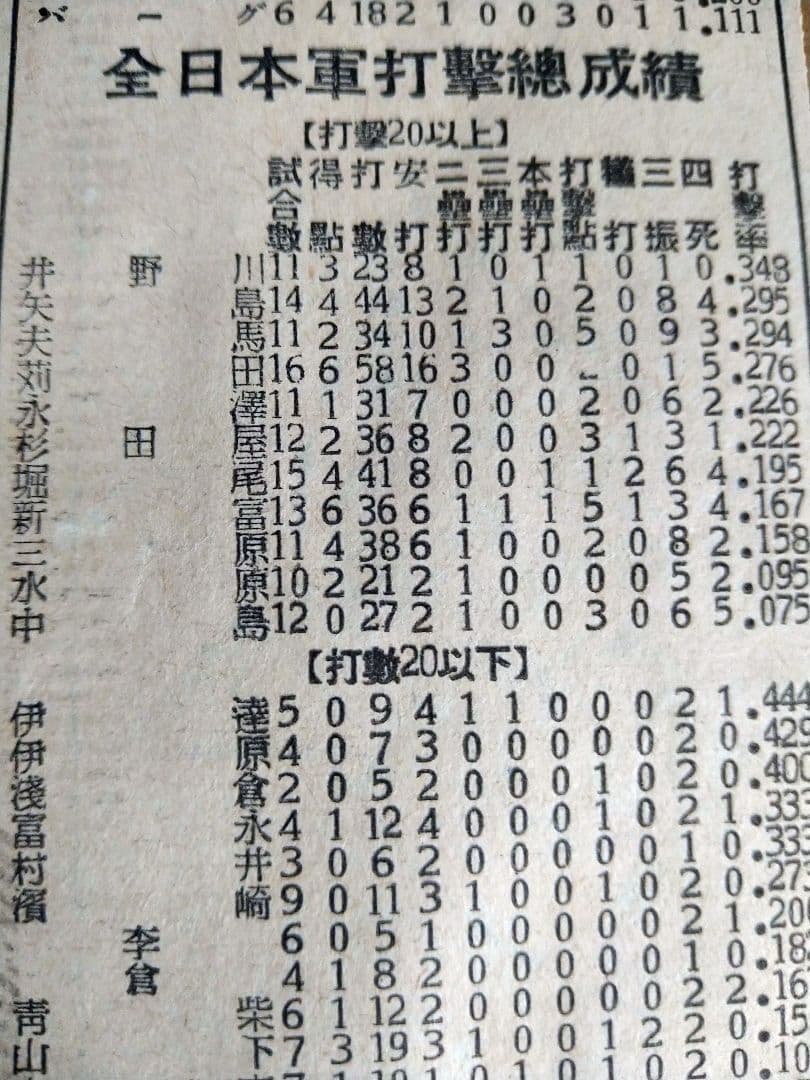 バーグ 6 4 18 2 1 0 0 3 0 1 1 .111
全日本軍打擊總成績
【打擊20以上】
試合數 得點 打數 安打 二壘打 三壘打 本壘打 打擊點 犧打 三振 四死 打擊率
井野川 11 3 23 8 1 0 1 1 0 1 0 .348
矢島 14 4 44 13 2 1 0 2 0 8 4 .295
夫馬 11 2 34 10 1 3 0 5 0 9 3 .294
苅田 16 6 58 16 3 0 0 0 1 5 .276
永澤 11 1 31 7 0 0 0 2 0 6 2 .226
杉田屋 12 2 36 8 2 0 0 3 1 3 1 .222
堀尾 15 4 41 8 0 0 1 1 2 6 4 .195
新富 13 6 36 6 1 1 1 5 1 3 4 .167
三原 11 4 38 6 1 0 0 2 0 8 2 .158
水原 10 2 21 2 1 0 0 0 0 5 2 .095
中島 12 0 27 2 1 0 0 3 0 6 5 .075
【打數20以下】
伊達 5 0 9 4 1 1 0 0 0 2 1 .444
伊原 4 0 7 3 0 0 0 0 0 2 0 .429
淺倉 2 0 5 2 0 0 0 1 0 2 0 .400
富永 4 1 12 4 0 0 0 1 0 2 1 .333
村井 3 0 6 2 0 0 0 0 0 1 0 .333
濱崎 9 0 11 3 1 0 0 1 0 2 0 .273
李 6 0 5 1 0 0 0 0 0 2 1 .20
倉 4 1 8 2 0 0 0 0 0 1 0 .18
青柴 6 1 12 2 0 0 0 0 0 2 2 .16
山下 7 3 19 3 1 0 0 1 2 2 0 .15